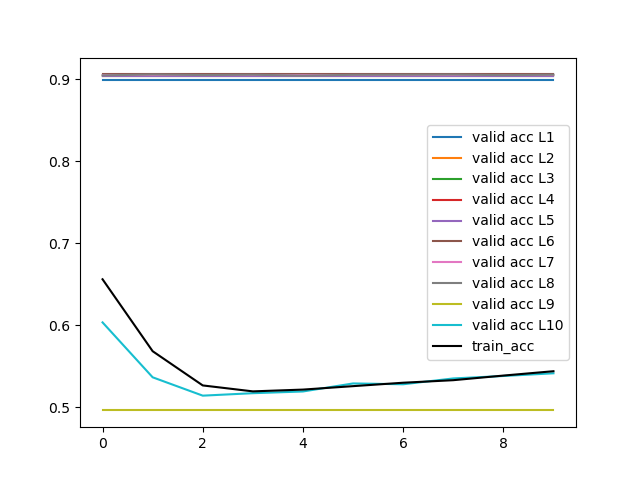 0.9
0.8
0.7
0.6
0.5
valid acc L1
valid acc L2
valid acc L3
valid acc L4
valid acc L5
valid acc L6
valid acc L7
valid acc L8
valid acc L9
valid acc L10
train_acc
0 2 4 6 8